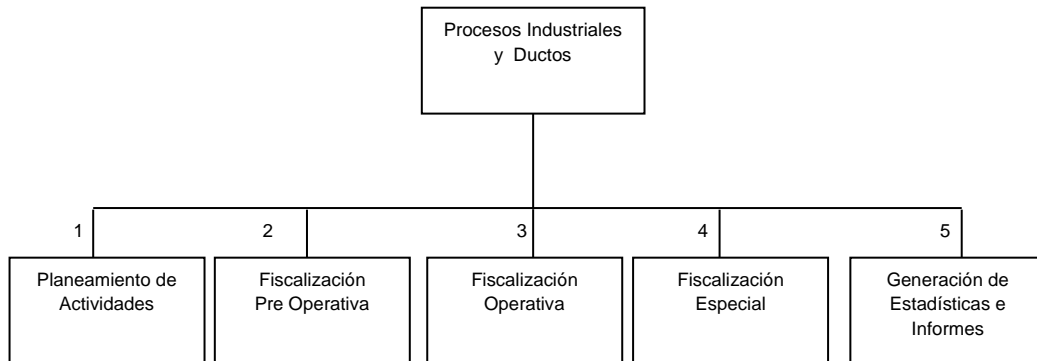 Procesos Industriales
y Ductos
1
2
3
4
5
Planeamiento de
Actividades
Fiscalización
Pre Operativa
Fiscalización
Operativa
Fiscalización
Especial
Generación de
Estadísticas e
Informes